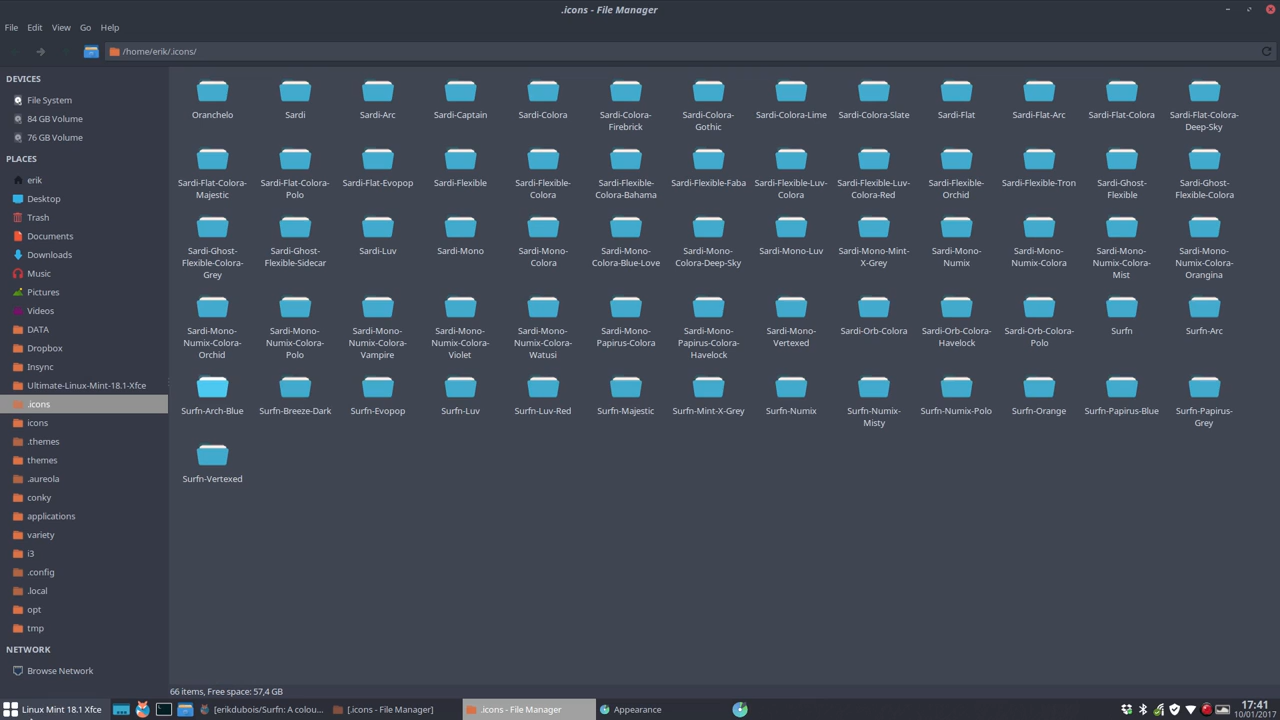 .icons - File Manager
File Edit View Go Help
/home/erik/.icons/
DEVICES
File System
84 GB Volume
76 GB Volume
PLACES
erik
Desktop
Trash
Documents
Downloads
Music
Pictures
Videos
DATA
Dropbox
Insync
Ultimate-Linux-Mint-18.1-Xfce
.icons
icons
.themes
themes
.aureola
conky
applications
variety
i3
.config
.local
opt
tmp
NETWORK
Browse Network
Oranchelo Sardi Sardi-Arc Sardi-Captain Sardi-Colora Sardi-Colora- Sardi-Colora- Sardi-Colora-Lime Sardi-Colora-Slate Sardi-Flat Sardi-Flat-Arc Sardi-Flat-Colora Sardi-Flat-Colora-
Firebrick Gothic Deep-Sky
Sardi-Flat-Colora- Sardi-Flat-Colora- Sardi-Flat-Evopop Sardi-Flexible Sardi-Flexible- Sardi-Flexible- Sardi-Flexible-Faba Sardi-Flexible-Luv- Sardi-Flexible-Luv- Sardi-Flexible- Sardi-Flexible-Tron Sardi-Ghost- Sardi-Ghost-
Majestic Polo Colora Colora-Bahama Colora Colora-Red Orchid Flexible Flexible-Colora
Sardi-Ghost- Sardi-Ghost- Sardi-Luv Sardi-Mono Sardi-Mono- Sardi-Mono- Sardi-Mono- Sardi-Mono-Luv Sardi-Mono-Mint- Sardi-Mono- Sardi-Mono- Sardi-Mono- Sardi-Mono-
Flexible-Colora- Flexible-Sidecar Colora Colora-Blue-Love Colora-Deep-Sky X-Grey Numix Numix-Colora Numix-Colora- Numix-Colora-
Grey Mist Orangina
Sardi-Mono- Sardi-Mono- Sardi-Mono- Sardi-Mono- Sardi-Mono- Sardi-Mono- Sardi-Mono- Sardi-Mono- Sardi-Orb-Colora Sardi-Orb-Colora- Sardi-Orb-Colora- Surfn Surfn-Arc
Numix-Colora- Numix-Colora- Numix-Colora- Numix-Colora- Numix-Colora- Papirus-Colora Papirus-Colora- Vertexed Havelock Polo
Orchid Polo Vampire Violet Watusi Havelock
Surfn-Arch-Blue Surfn-Breeze-Dark Surfn-Evopop Surfn-Luv Surfn-Luv-Red Surfn-Majestic Surfn-Mint-X-Grey Surfn-Numix Surfn-Numix- Surfn-Numix-Polo Surfn-Orange Surfn-Papirus-Blue Surfn-Papirus-
Misty Grey
Surfn-Vertexed
66 items, Free space: 57,4 GB
Linux Mint 18.1 Xfce [erikdubois/Surfn: A colou... [.icons - File Manager] .icons - File Manager Appearance 17:41
10/01/2017